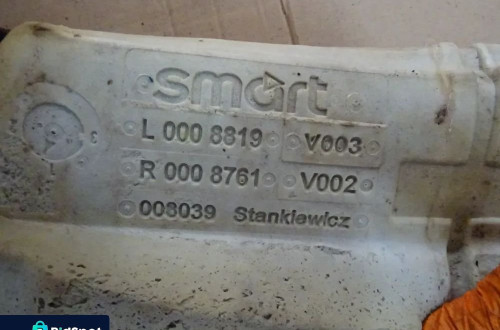 smart
L 000 8819 V003
R 000 8761 V002
008039 Stankiewicz